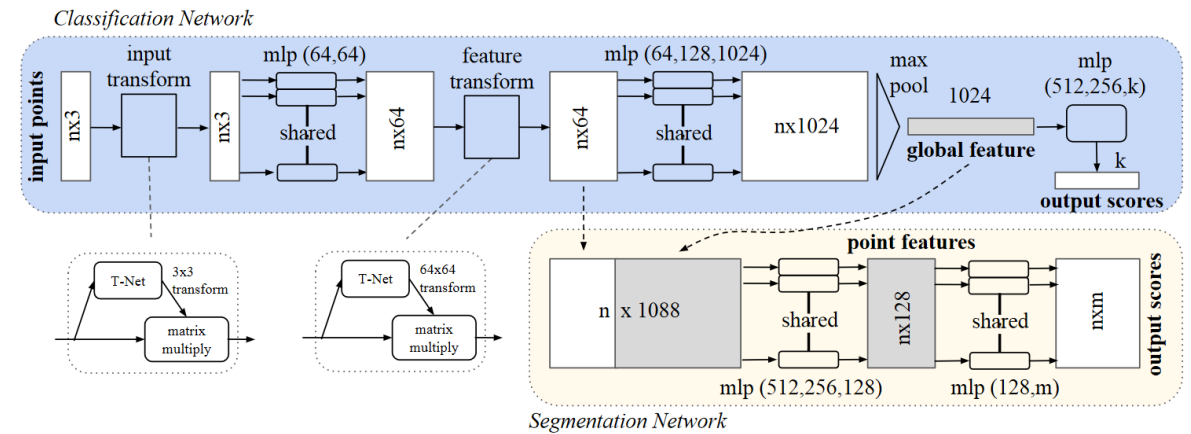 Classification Network
input points
nx3
input
transform
nx3
mlp (64,64)
shared
nx64
feature
transform
nx64
mlp (64,128,1024)
shared
nx1024
max
pool
1024
global feature
mlp
(512,256,k)
k
output scores
T-Net
3x3
transform
matrix
multiply
T-Net
64x64
transform
matrix
multiply
point features
n x 1088
shared
mlp (512,256,128)
nx128
shared
mlp (128,m)
nxm
output scores
Segmentation Network